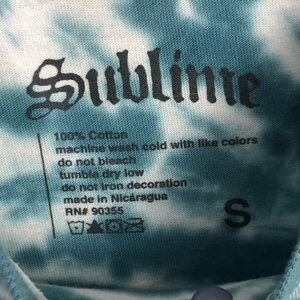 Sublime
100% Cotton
machine wash cold with like colors
do not bleach
tumble dry low
do not iron decoration
made in Nicaragua
RN# 90355
S